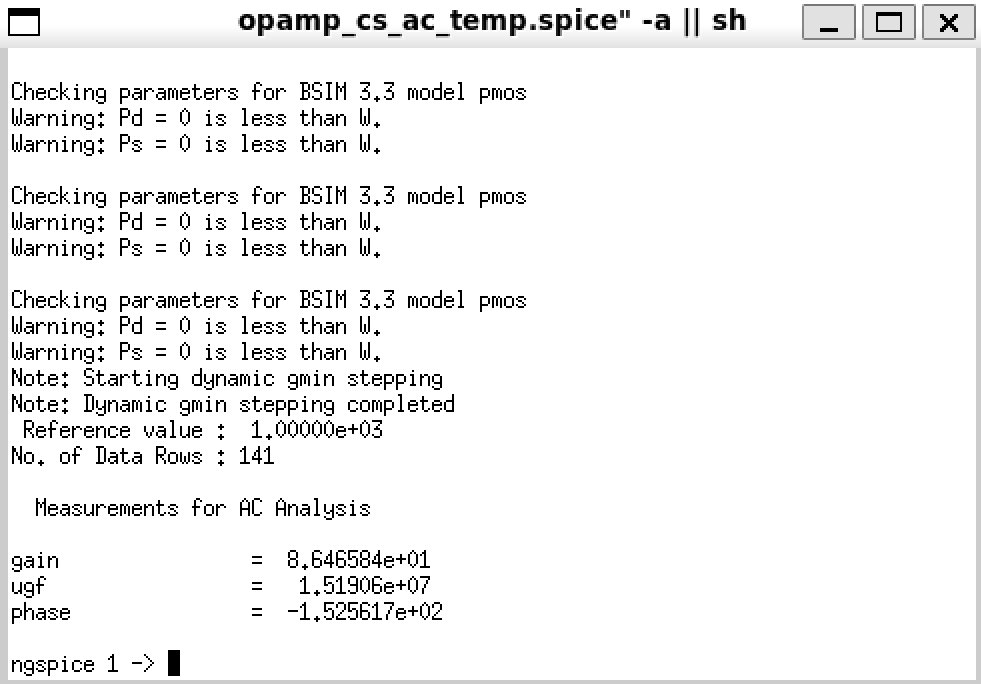 opamp_cs_ac_temp.spice" -a || sh
Checking parameters for BSIM 3.3 model pmos
Warning: Pd = 0 is less than W.
Warning: Ps = 0 is less than W.
Checking parameters for BSIM 3.3 model pmos
Warning: Pd = 0 is less than W.
Warning: Ps = 0 is less than W.
Checking parameters for BSIM 3.3 model pmos
Warning: Pd = 0 is less than W.
Warning: Ps = 0 is less than W.
Note: Starting dynamic gmin stepping
Note: Dynamic gmin stepping completed
Reference value :  1.00000e+03
No. of Data Rows : 141
Measurements for AC Analysis
gain                =  8.646584e+01
ugf                 =   1.51906e+07
phase               =  -1.525617e+02
ngspice 1 ->